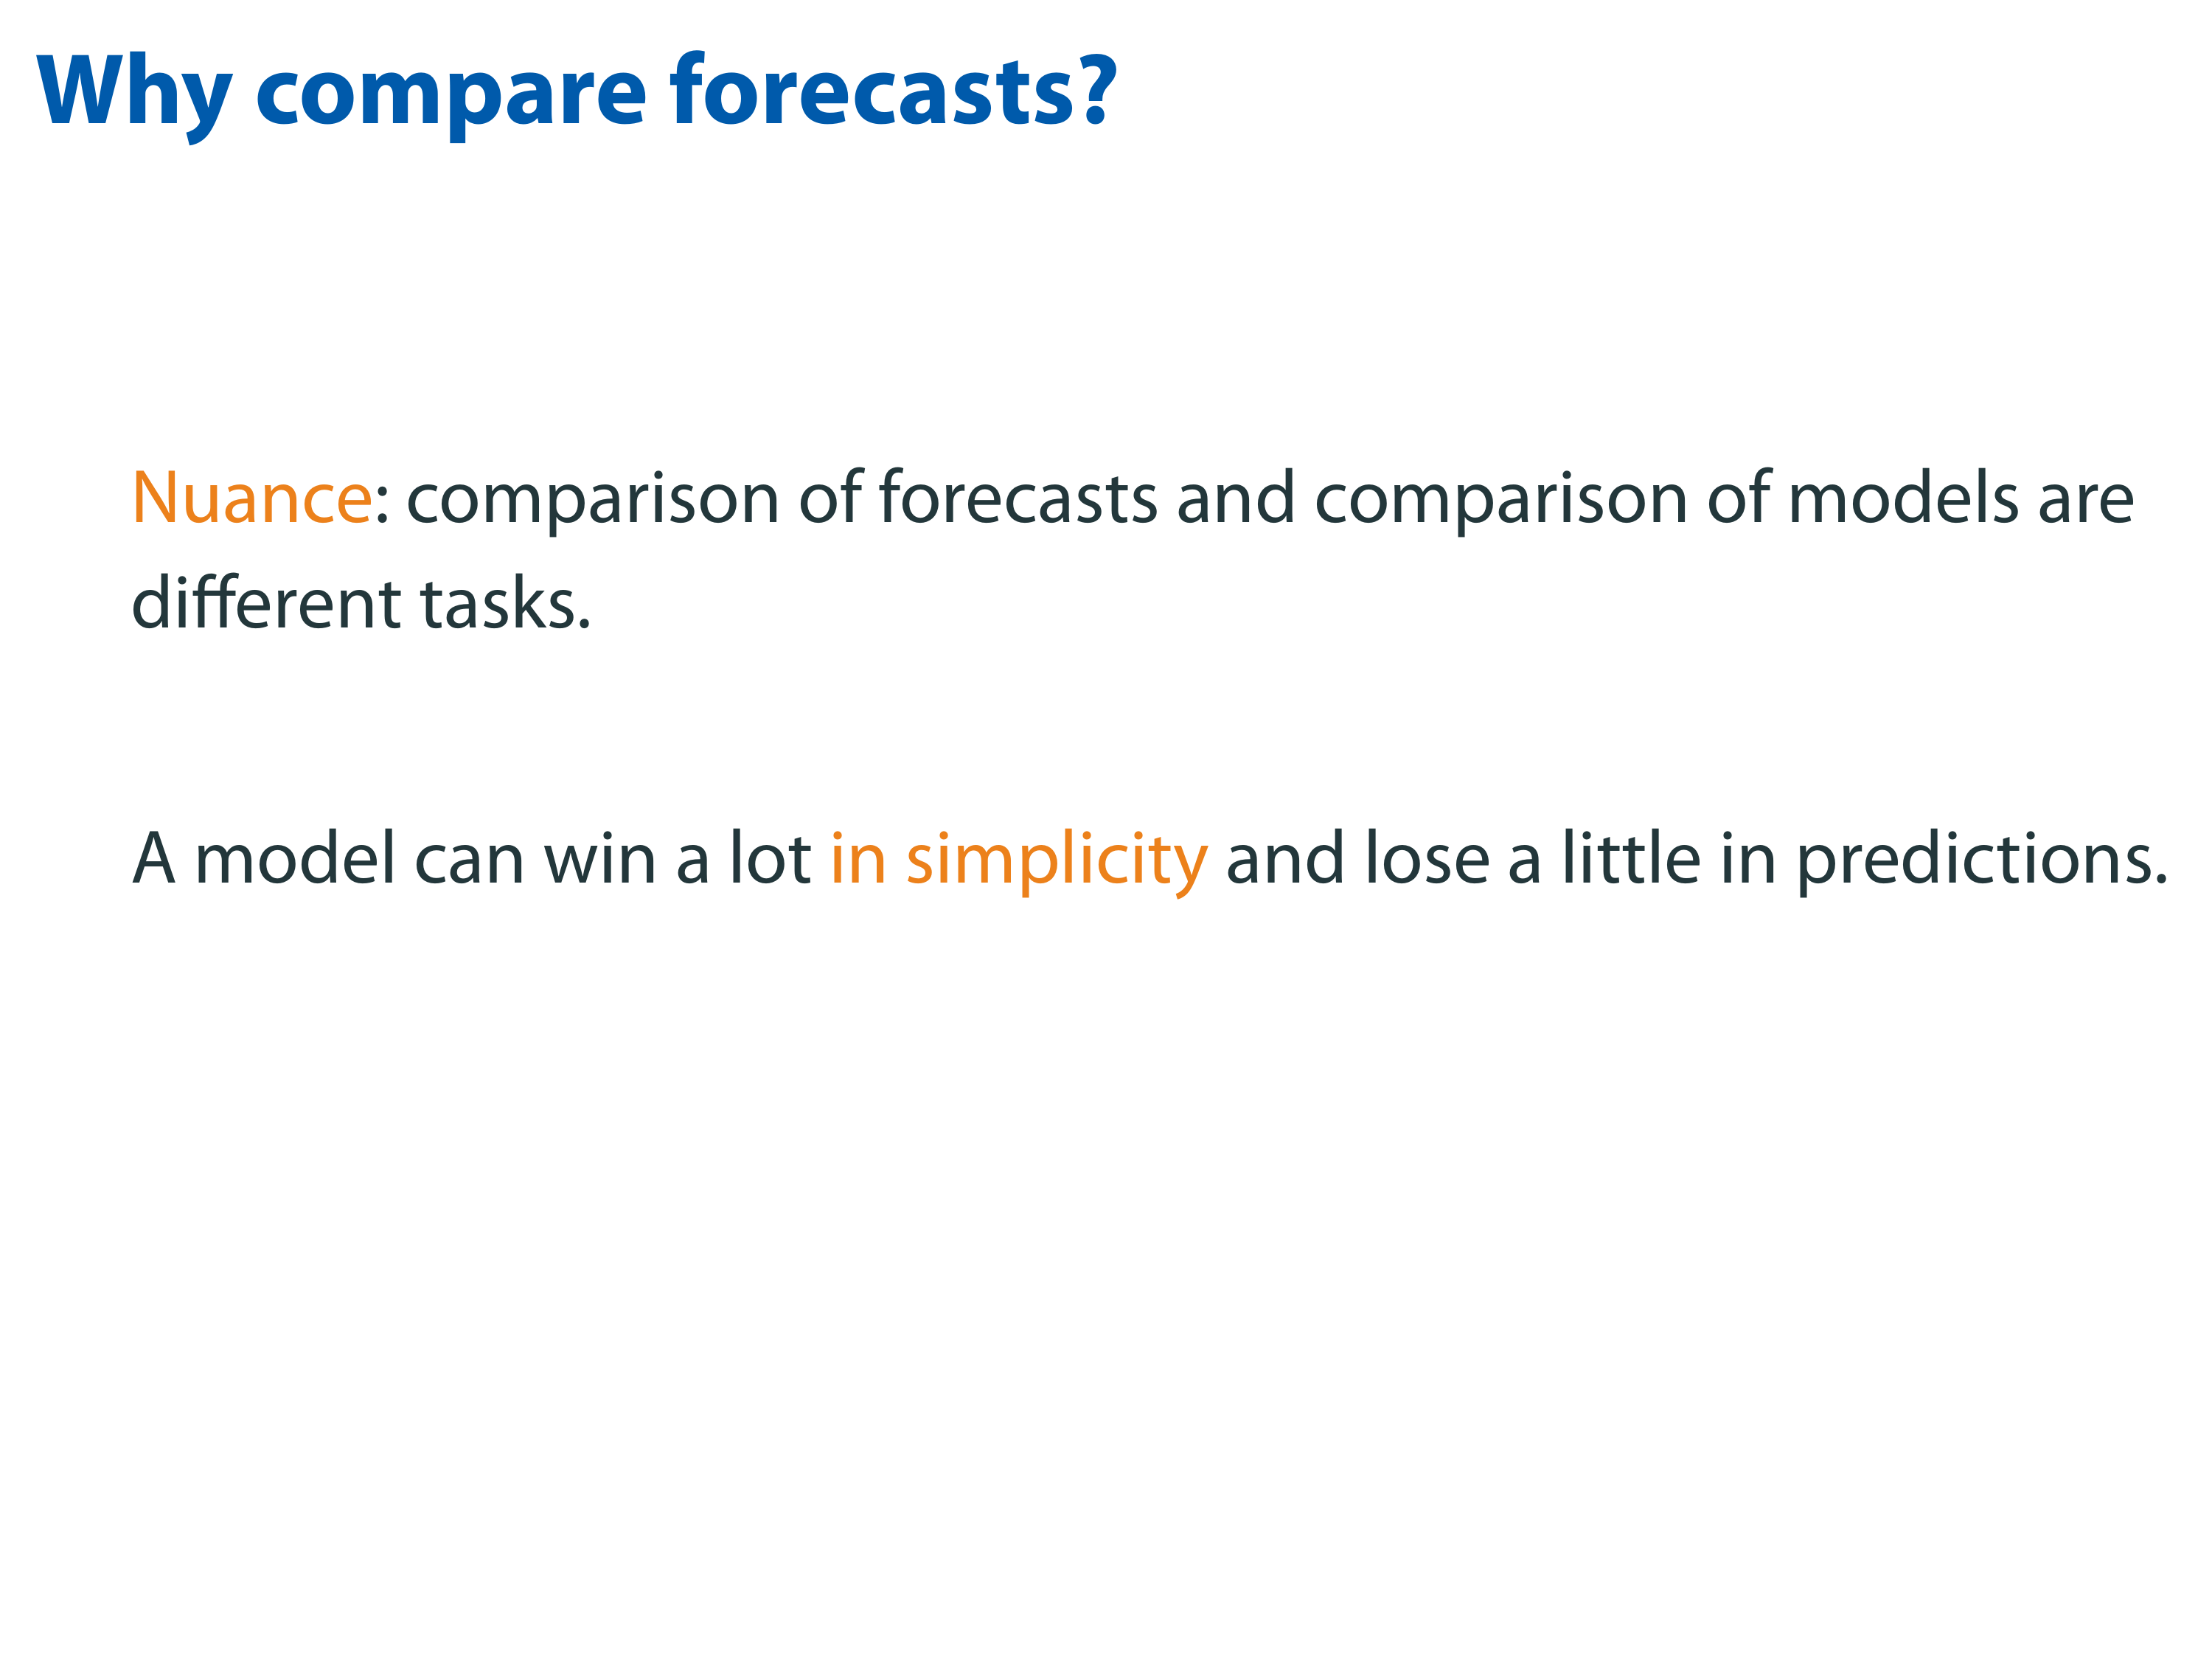 Why compare forecasts?
Nuance: comparison of forecasts and comparison of models are
different tasks.
A model can win a lot in simplicity and lose a little in predictions.